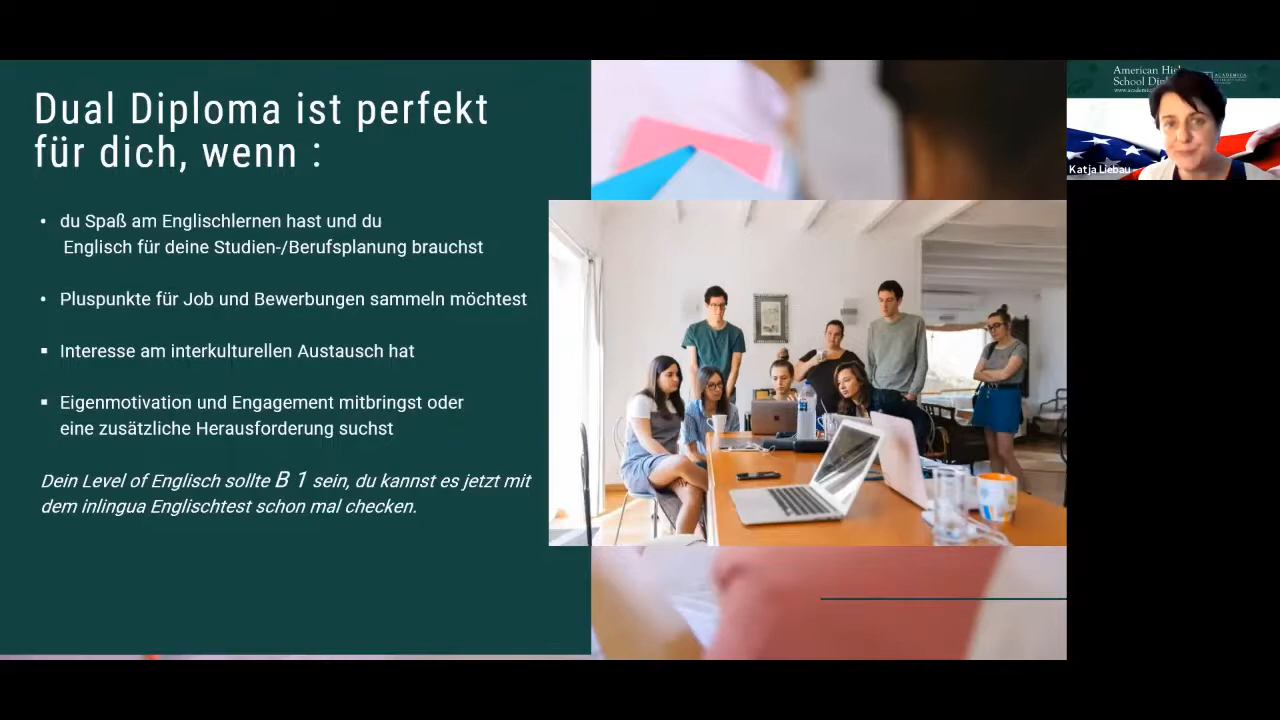 Dual Diploma ist perfekt
für dich, wenn :
• du Spaß am Englischlernen hast und du
Englisch für deine Studien-/Berufsplanung brauchst
• Pluspunkte für Job und Bewerbungen sammeln möchtest
▪ Interesse am interkulturellen Austausch hat
▪ Eigenmotivation und Engagement mitbringst oder
eine zusätzliche Herausforderung suchst
Dein Level of Englisch sollte B 1 sein, du kannst es jetzt mit
dem inlingua Englischtest schon mal checken.
American
School
ACADEMICA
Katja Liebau